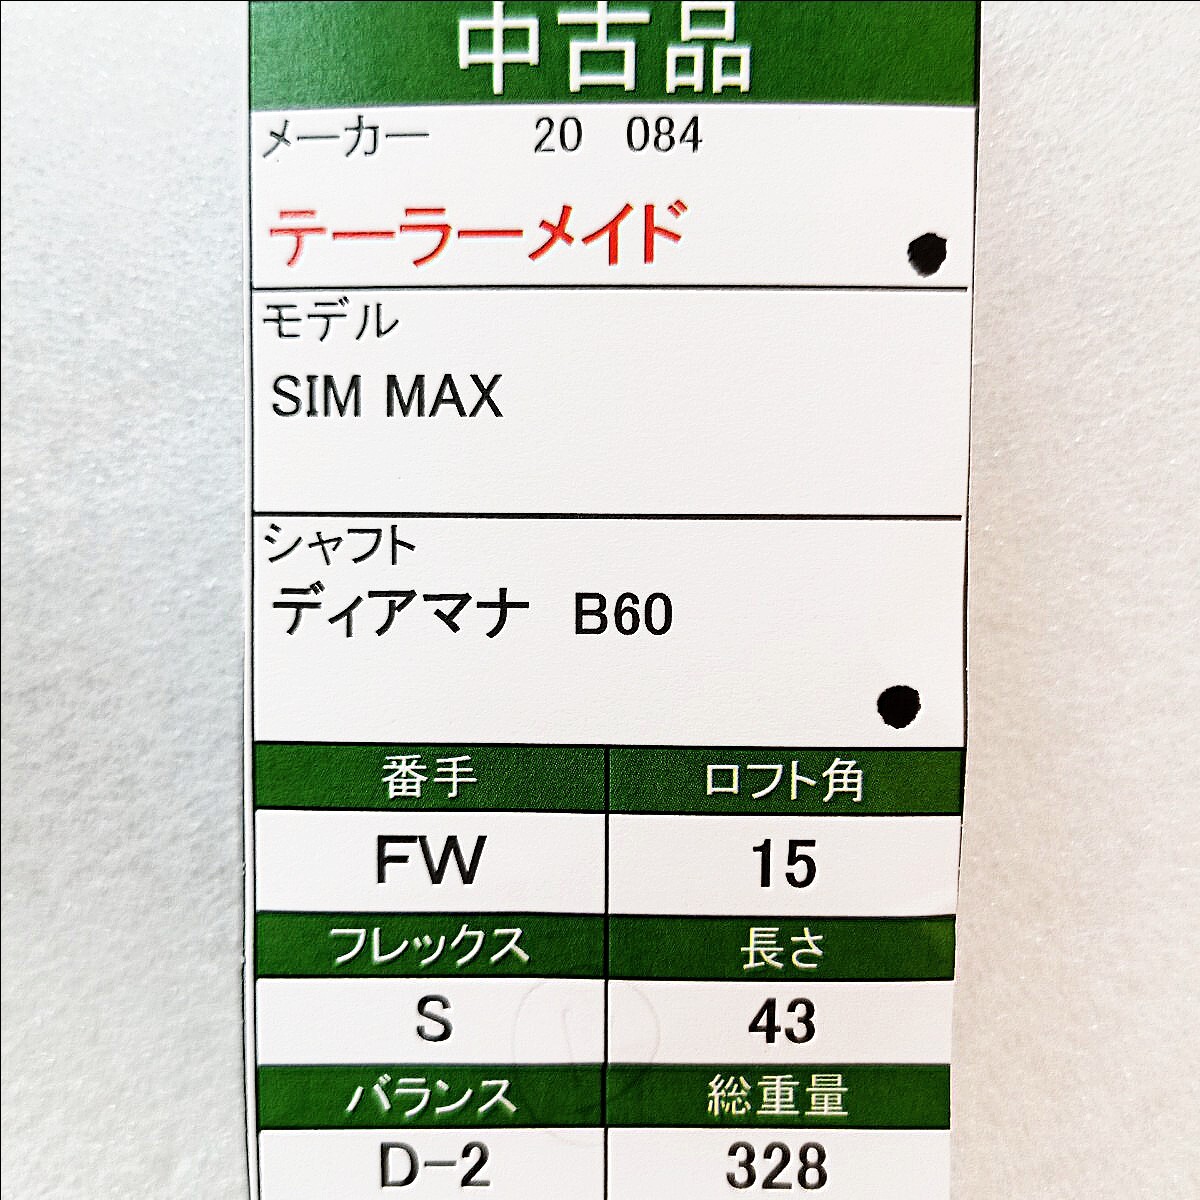 中古品
メーカー 20 084
テーラーメイド
モデル
SIM MAX
シャフト
ディアマナ B60
番手 ロフト角
FW 15
フレックス 長さ
S 43
バランス 総重量
D-2 328